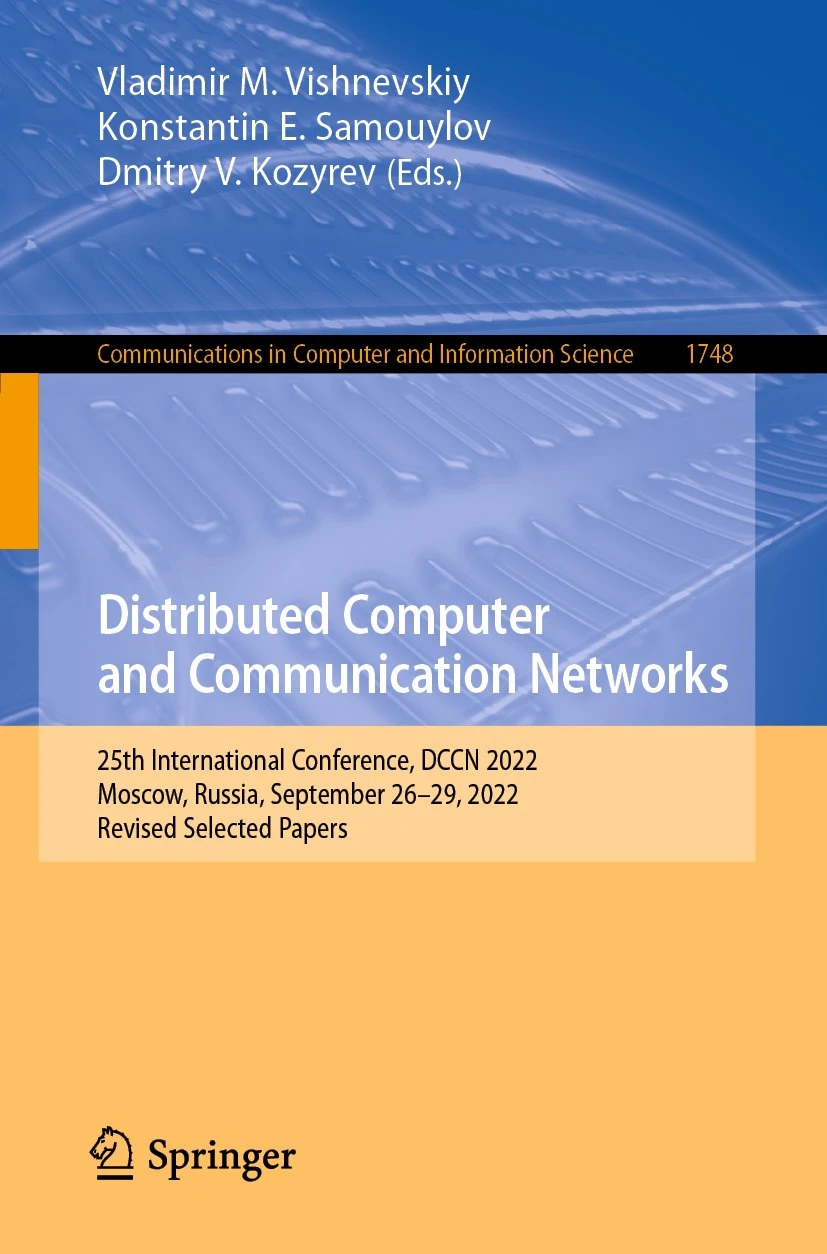 Vladimir M. Vishnevskiy
Konstantin E. Samouylov
Dmitry V. Kozyrev (Eds.)
Communications in Computer and Information Science 1748
Distributed Computer
and Communication Networks
25th International Conference, DCCN 2022
Moscow, Russia, September 26–29, 2022
Revised Selected Papers
Springer